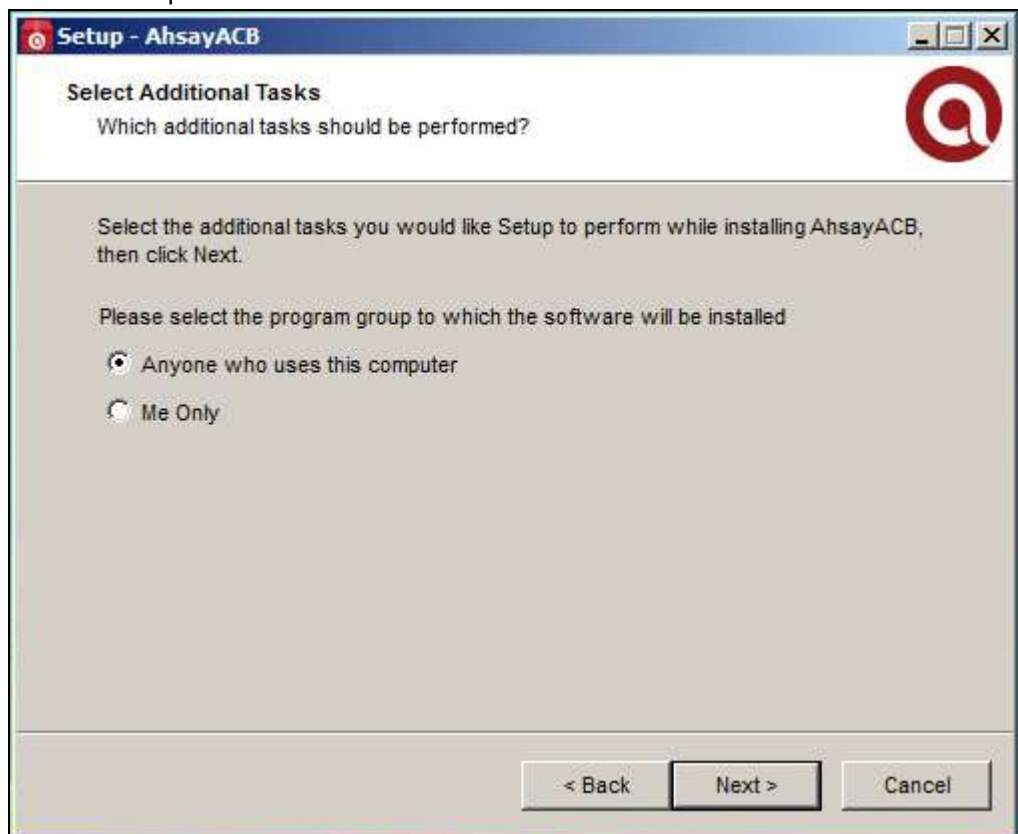 Setup - AhsayACB
Select Additional Tasks
Which additional tasks should be performed?
Select the additional tasks you would like Setup to perform while installing AhsayACB,
then click Next.
Please select the program group to which the software will be installed
Anyone who uses this computer
Me Only
< Back Next > Cancel